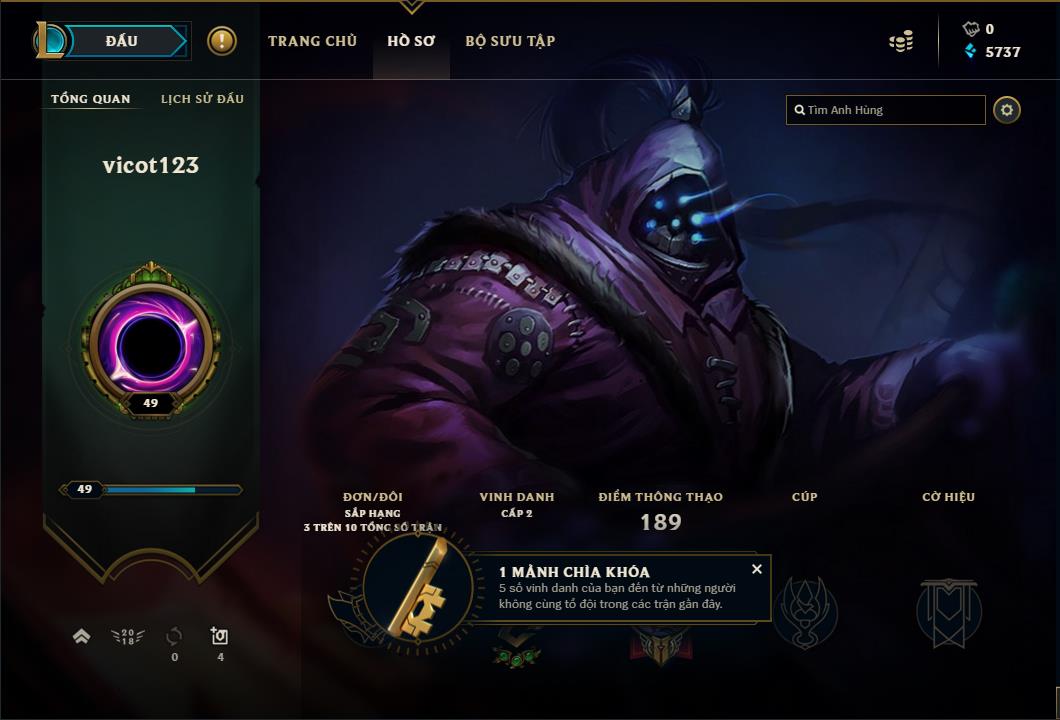 ĐẤU
TRANG CHỦ
HỒ SƠ
BỘ SƯU TẬP
0
5737
TỔNG QUAN
LỊCH SỬ ĐẤU
Tìm Anh Hùng
vicot123
49
49
ĐƠN/ĐÔI
SẮP HẠNG
3 TRÊN 10 TỔNG SỐ TRẬN
VINH DANH
CẤP 2
ĐIỂM THÔNG THẠO
189
CÚP
CỜ HIỆU
1 MẢNH CHÌA KHÓA
5 số vinh danh của bạn đến từ những người
không cùng tổ đội trong các trận gần đây.
2018
0
4